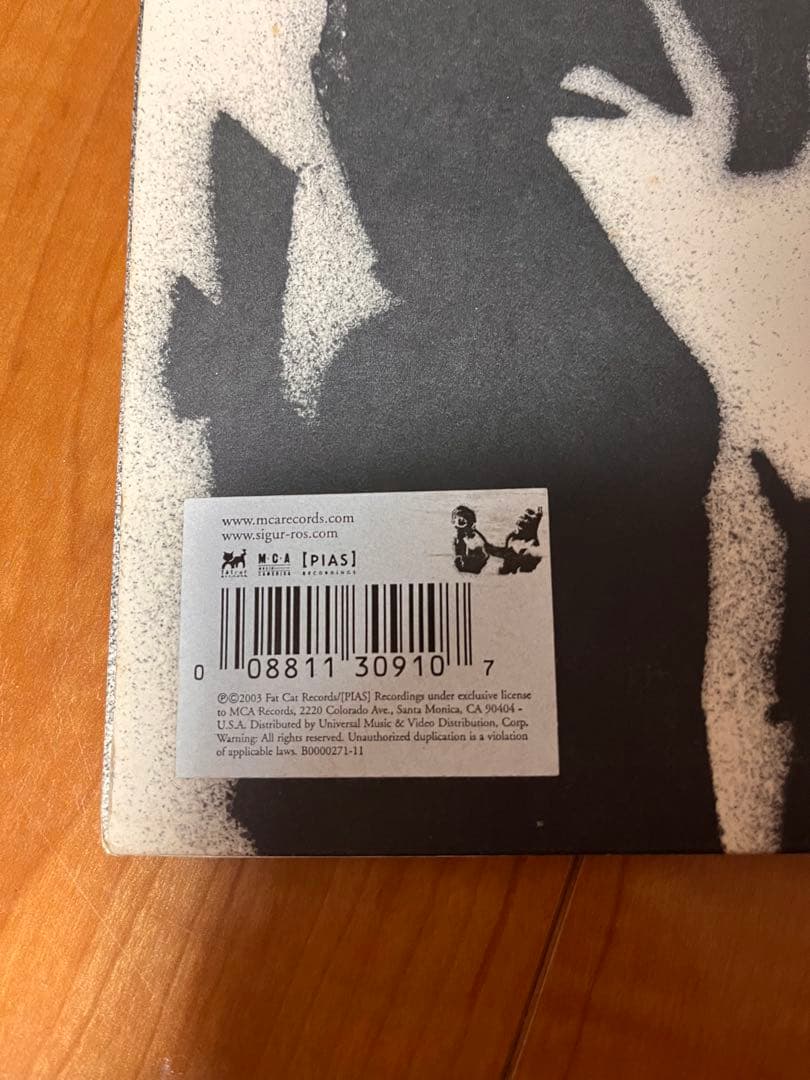 www.mcarecords.com
www.sigur-ros.com
M·C·A [PIAS]
RECORDINGS
0 08811 30910 7
℗©2003 Fat Cat Records/[PIAS] Recordings under exclusive license
to MCA Records, 2220 Colorado Ave., Santa Monica, CA 90404 -
U.S.A. Distributed by Universal Music & Video Distribution, Corp.
Warning: All rights reserved. Unauthorized duplication is a violation
of applicable laws. B0000271-11